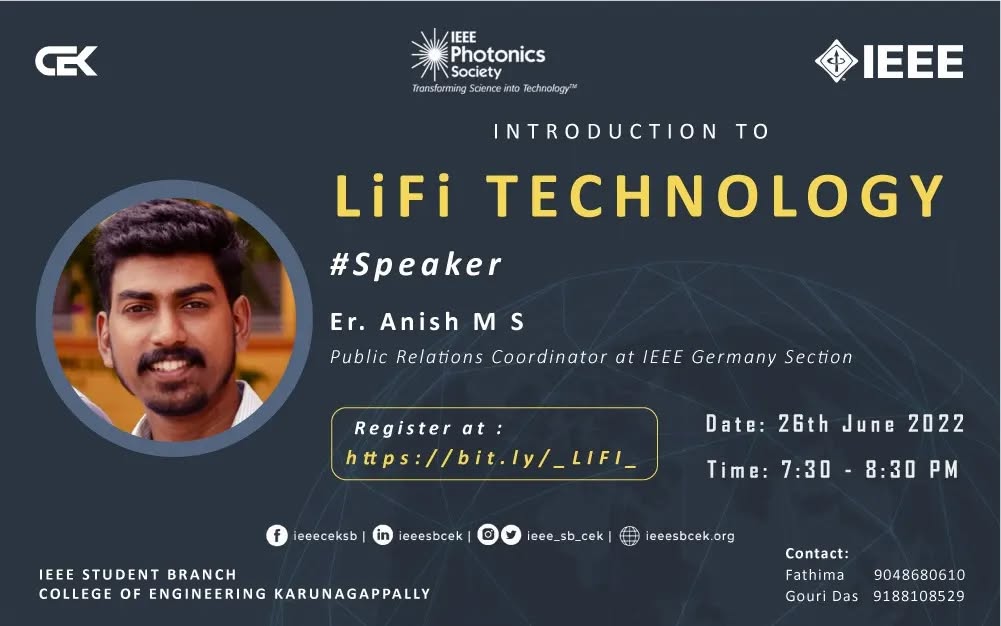 CEK
IEEE
Photonics
Society
Transforming Science into Technology™
IEEE
INTRODUCTION TO
LiFi TECHNOLOGY
#Speaker
Er. Anish M S
Public Relations Coordinator at IEEE Germany Section
Register at :
https://bit.ly/_LIFI_
Date: 26th June 2022
Time: 7:30 - 8:30 PM
ieeeceksb | ieeesbcek | ieee_sb_cek | ieeesbcek.org
IEEE STUDENT BRANCH
COLLEGE OF ENGINEERING KARUNAGAPPALLY
Contact:
Fathima 9048680610
Gouri Das 9188108529